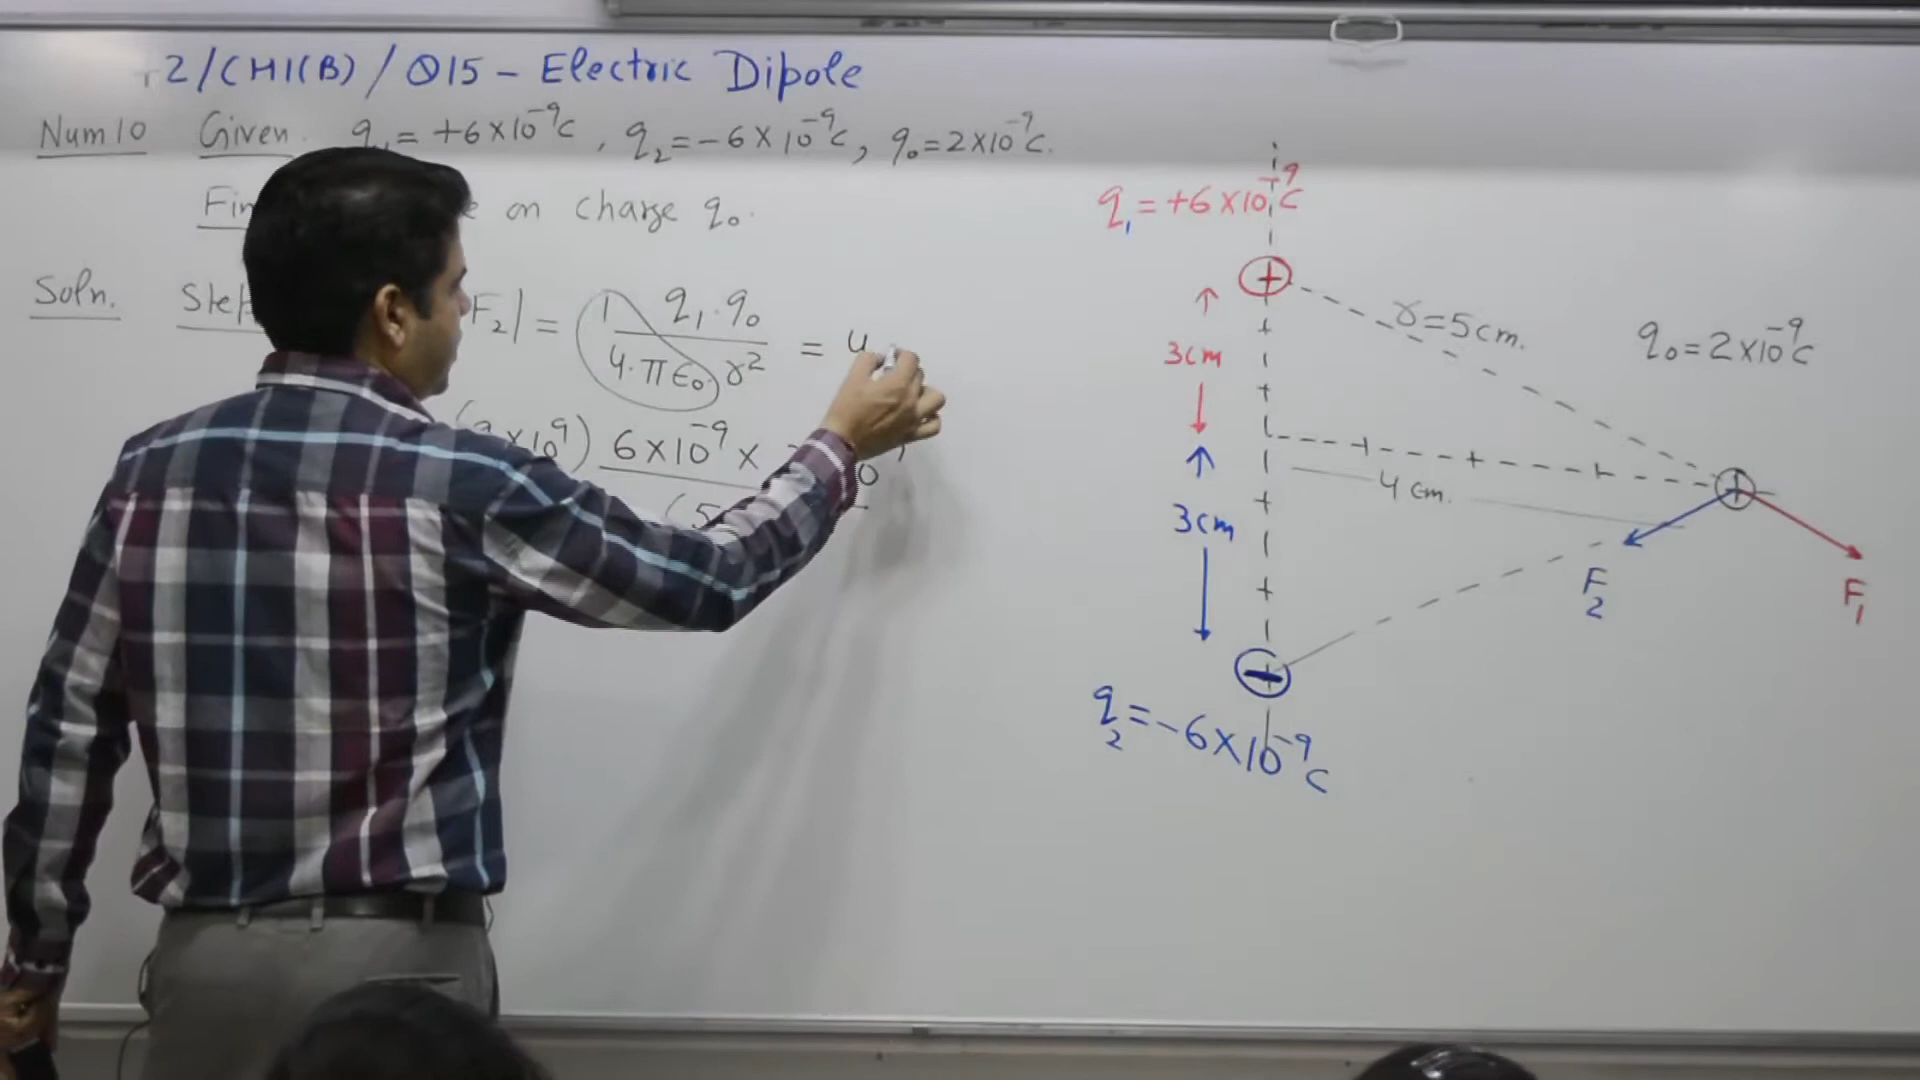 2/CH1(B)/Q15 - Electric Dipole
Num10 Given. q₁ = +6×10⁻⁹C, q₂ = -6×10⁻⁹C, q₀ = 2×10⁻⁹C.
on charge q₀.
Soln. F₂| = 1/4.πε₀ q₁.q₀/r² = 4
×10⁹) 6×10⁻⁹ ×
(5
q₁ = +6×10⁻⁹C
+
3cm
r = 5cm.
q₀ = 2×10⁻⁹C
4 cm.
+
3cm
F₂
F₁
-
q₂ = -6×10⁻⁹C